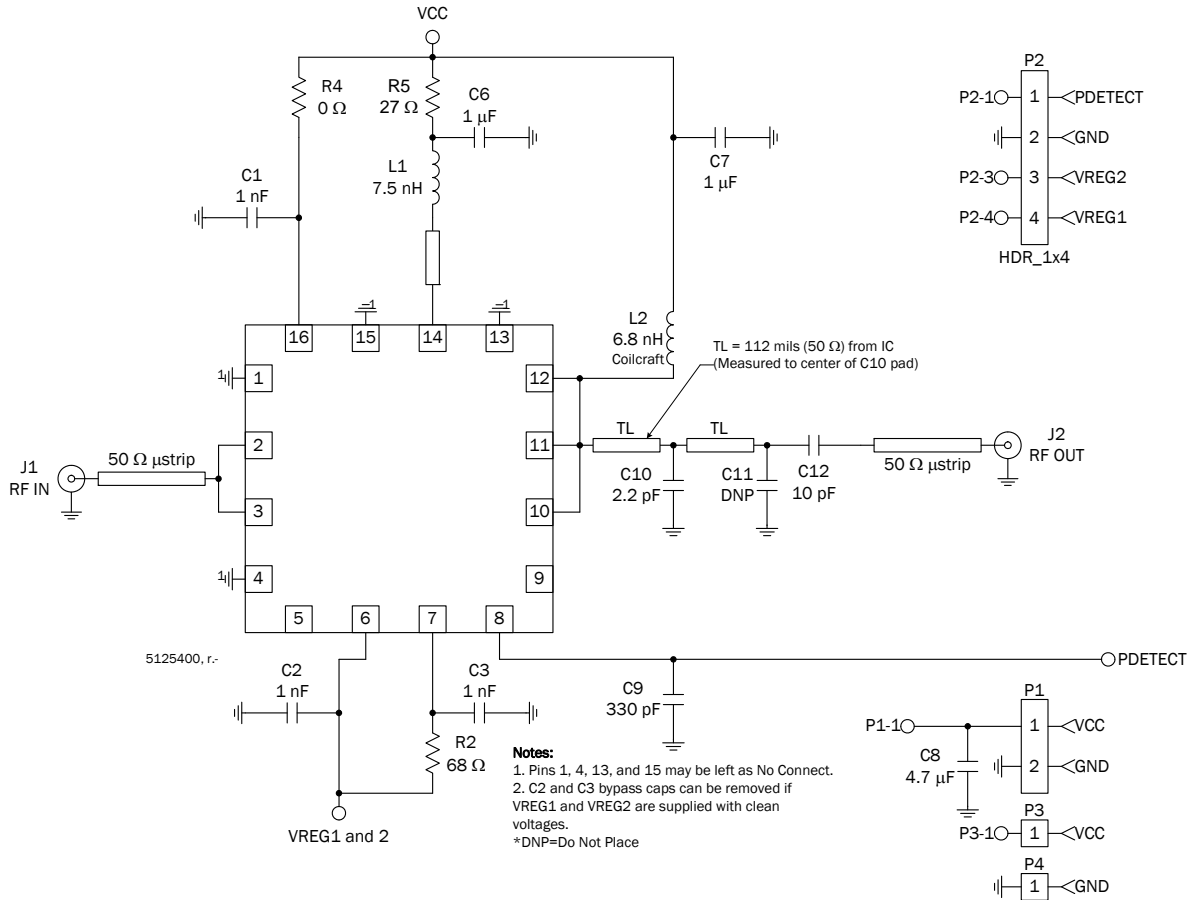 VCC
P2
R4
0 Ω
R5
27 Ω
C6
1 µF
P2-1
1
PDETECT
2
GND
C7
1 µF
L1
7.5 nH
P2-3
3
VREG2
C1
1 nF
P2-4
4
VREG1
HDR_1x4
1
1
16
15
14
13
L2
6.8 nH
Coilcraft
TL = 112 mils (50 Ω) from IC
(Measured to center of C10 pad)
1
1
12
J1
RF IN
50 Ω µstrip
2
11
TL
TL
50 Ω µstrip
J2
RF OUT
C10
2.2 pF
C11
DNP
C12
10 pF
3
10
1
4
9
5
6
7
8
5125400, r.-
PDETECT
C2
1 nF
C3
1 nF
C9
330 pF
P1
P1-1
1
VCC
C8
4.7 µF
2
GND
R2
68 Ω
Notes:
1. Pins 1, 4, 13, and 15 may be left as No Connect.
2. C2 and C3 bypass caps can be removed if
VREG1 and VREG2 are supplied with clean
voltages.
*DNP=Do Not Place
VREG1 and 2
P3
P3-1
1
VCC
P4
1
GND